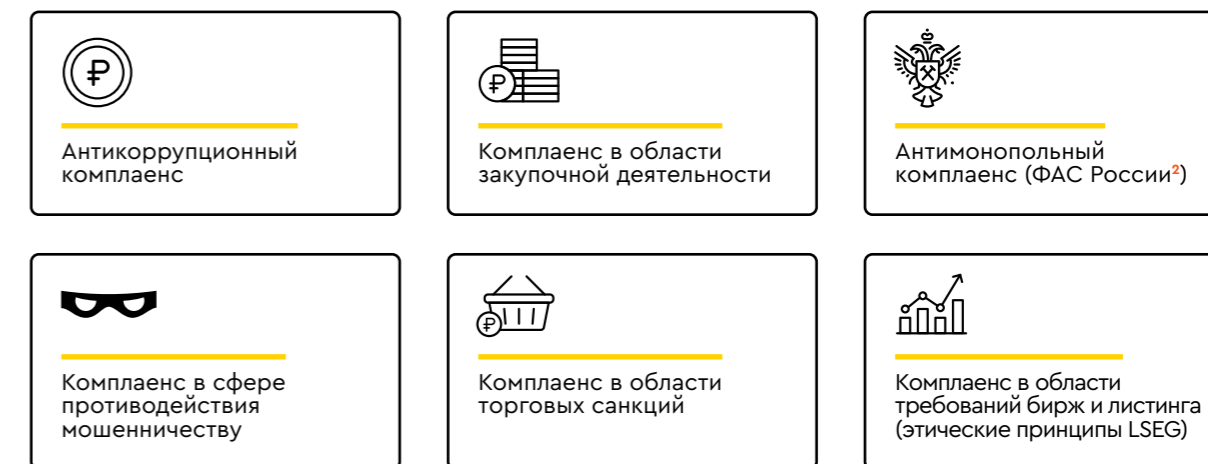 Антикоррупционный
комплаенс
Комплаенс в области
закупочной деятельности
Антимонопольный
комплаенс (ФАС России²)
Комплаенс в сфере
противодействия
мошенничеству
Комплаенс в области
торговых санкций
Комплаенс в области
требований бирж и листинга
(этические принципы LSEG)